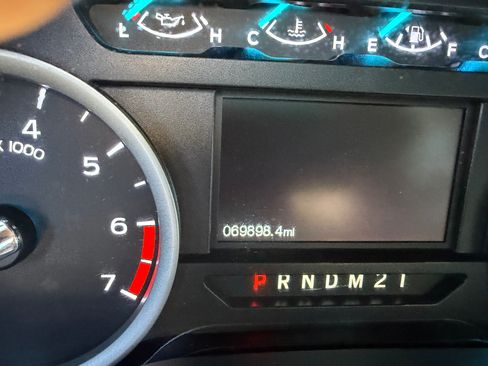 L H C H E F C
4
X 1000
5
6
7
069898.4mi
P R N D M 2 1